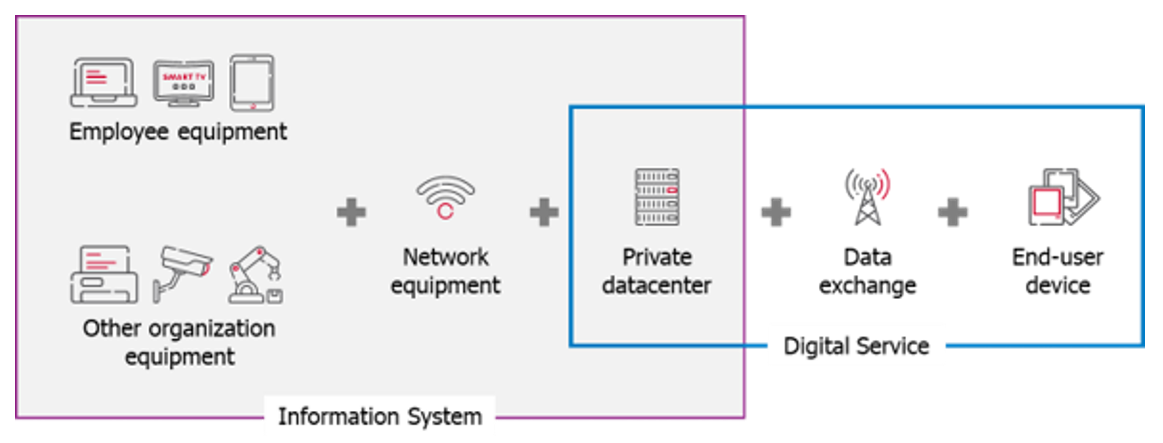 SMART TV
Employee equipment
Other organization
equipment
Network
equipment
Private
datacenter
Data
exchange
End-user
device
Digital Service
Information System